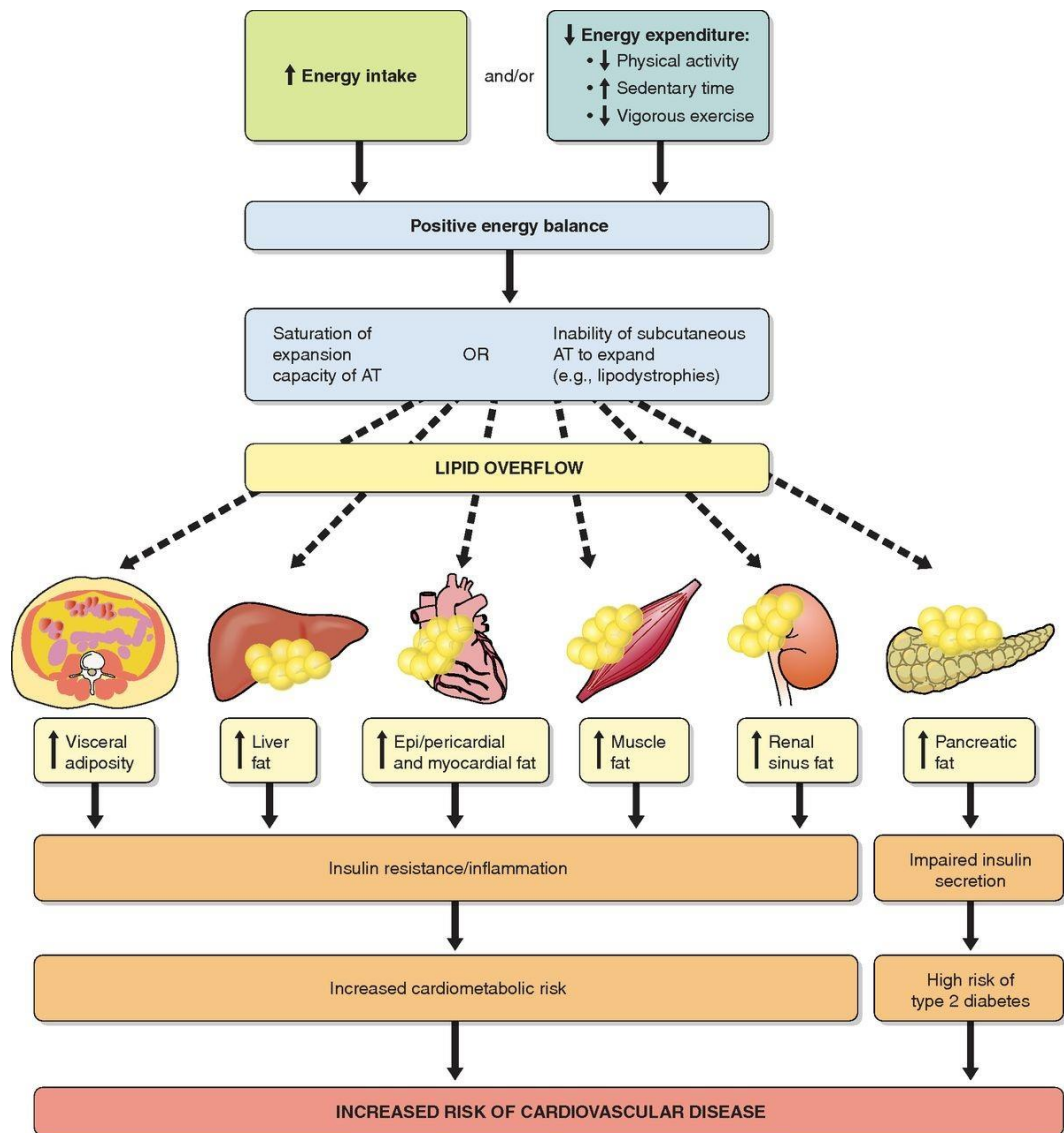 ↑ Energy intake
and/or
↓ Energy expenditure:
• ↓ Physical activity
• ↑ Sedentary time
• ↓ Vigorous exercise
Positive energy balance
Saturation of
expansion
capacity of AT
OR
Inability of subcutaneous
AT to expand
(e.g., lipodystrophies)
LIPID OVERFLOW
↑ Visceral
adiposity
↑ Liver
fat
↑ Epi/pericardial
and myocardial fat
↑ Muscle
fat
↑ Renal
sinus fat
↑ Pancreatic
fat
Insulin resistance/inflammation
Impaired insulin
secretion
Increased cardiometabolic risk
High risk of
type 2 diabetes
INCREASED RISK OF CARDIOVASCULAR DISEASE